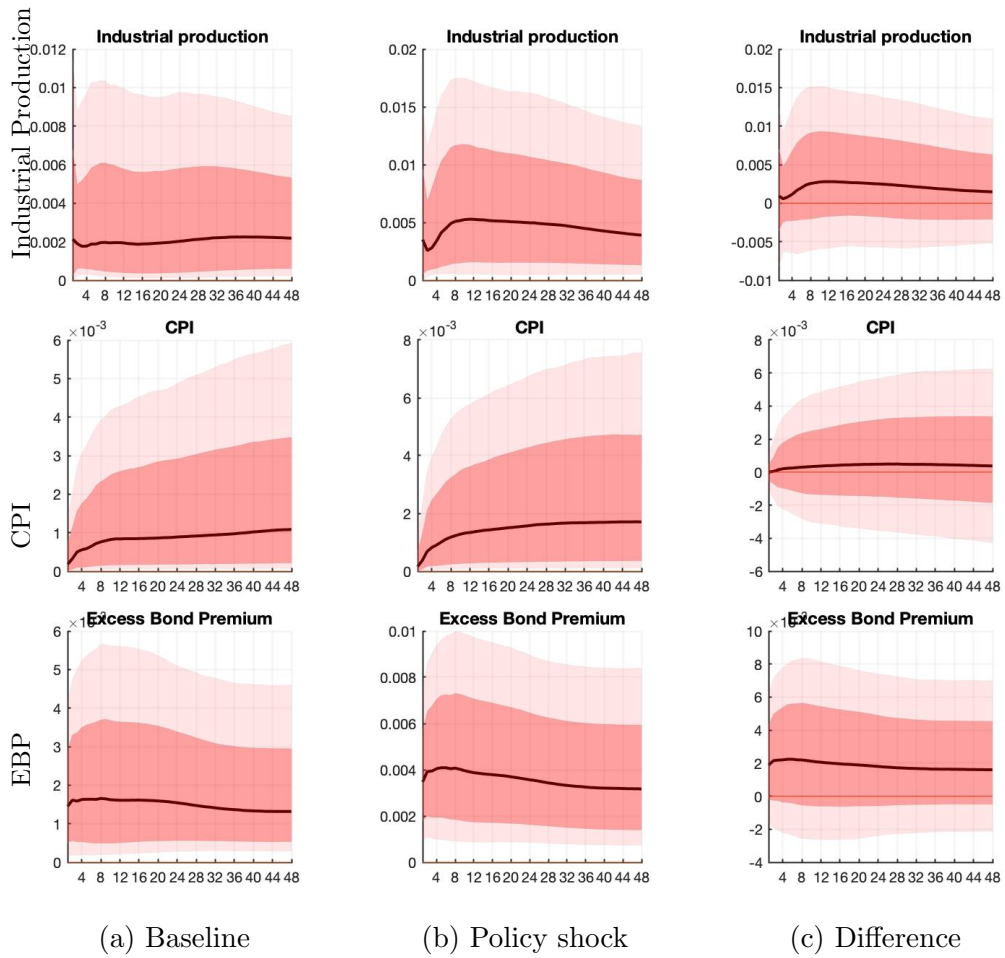 Industrial production
Industrial production
Industrial production
Industrial Production
0.012
0.01
0.008
0.006
0.004
0.002
0
4 8 12 16 20 24 28 32 36 40 44 48
0.02
0.015
0.01
0.005
0
4 8 12 16 20 24 28 32 36 40 44 48
0.02
0.015
0.01
0.005
0
-0.005
-0.01
4 8 12 16 20 24 28 32 36 40 44 48
CPI
CPI
CPI
CPI
×10⁻³
6
5
4
3
2
1
0
4 8 12 16 20 24 28 32 36 40 44 48
×10⁻³
8
6
4
2
0
4 8 12 16 20 24 28 32 36 40 44 48
×10⁻³
8
6
4
2
0
-2
-4
-6
4 8 12 16 20 24 28 32 36 40 44 48
Excess Bond Premium
Excess Bond Premium
Excess Bond Premium
EBP
×10⁻³
6
5
4
3
2
1
0
4 8 12 16 20 24 28 32 36 40 44 48
0.01
0.008
0.006
0.004
0.002
0
4 8 12 16 20 24 28 32 36 40 44 48
×10⁻³
10
8
6
4
2
0
-2
-4
4 8 12 16 20 24 28 32 36 40 44 48
(a) Baseline
(b) Policy shock
(c) Difference